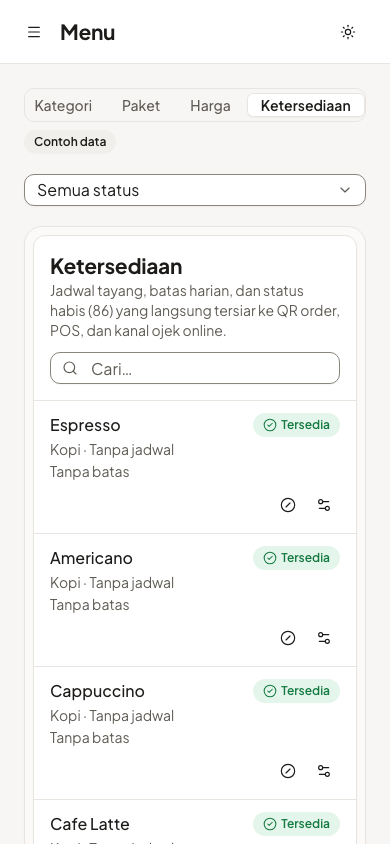 Menu
Kategori
Paket
Harga
Ketersediaan
Contoh data
Semua status
Ketersediaan
Jadwal tayang, batas harian, dan status
habis (86) yang langsung tersiar ke QR order,
POS, dan kanal ojek online.
Cari...
Espresso
Tersedia
Kopi · Tanpa jadwal
Tanpa batas
Americano
Tersedia
Kopi · Tanpa jadwal
Tanpa batas
Cappuccino
Tersedia
Kopi · Tanpa jadwal
Tanpa batas
Cafe Latte
Tersedia